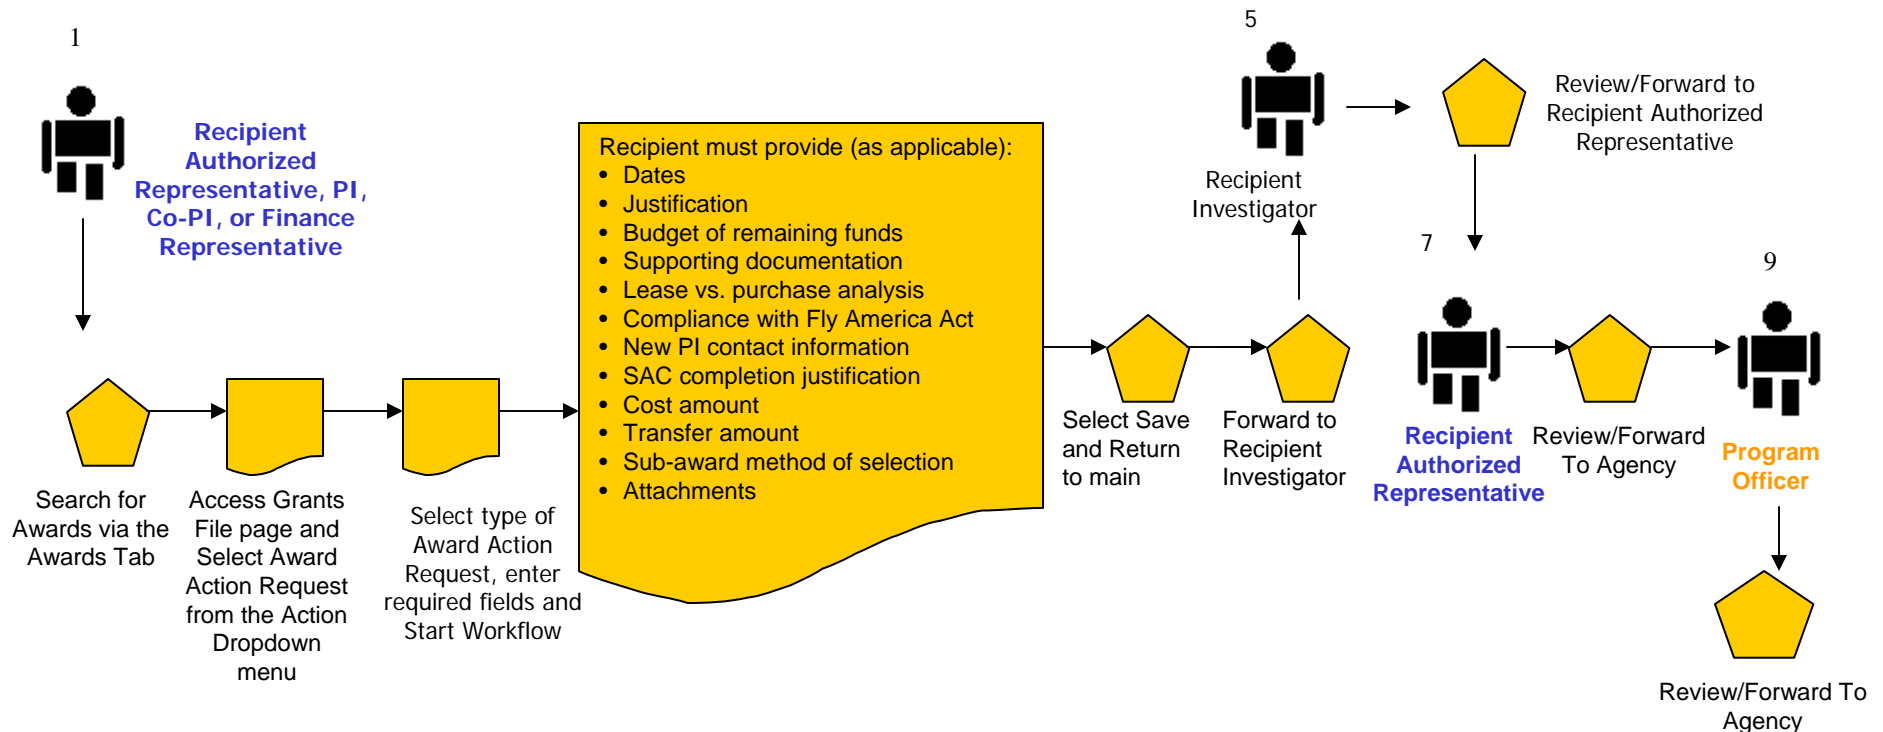 1
Recipient
Authorized
Representative, PI,
Co-PI, or Finance
Representative
Search for
Awards via the
Awards Tab
Access Grants
File page and
Select Award
Action Request
from the Action
Dropdown
menu
Select type of
Award Action
Request, enter
required fields and
Start Workflow
Recipient must provide (as applicable):
• Dates
• Justification
• Budget of remaining funds
• Supporting documentation
• Lease vs. purchase analysis
• Compliance with Fly America Act
• New PI contact information
• SAC completion justification
• Cost amount
• Transfer amount
• Sub-award method of selection
• Attachments
Select Save
and Return
to main
Forward to
Recipient
Investigator
5
Recipient
Investigator
Review/Forward to
Recipient Authorized
Representative
7
Recipient
Authorized
Representative
Review/Forward
To Agency
9
Program
Officer
Review/Forward To
Agency